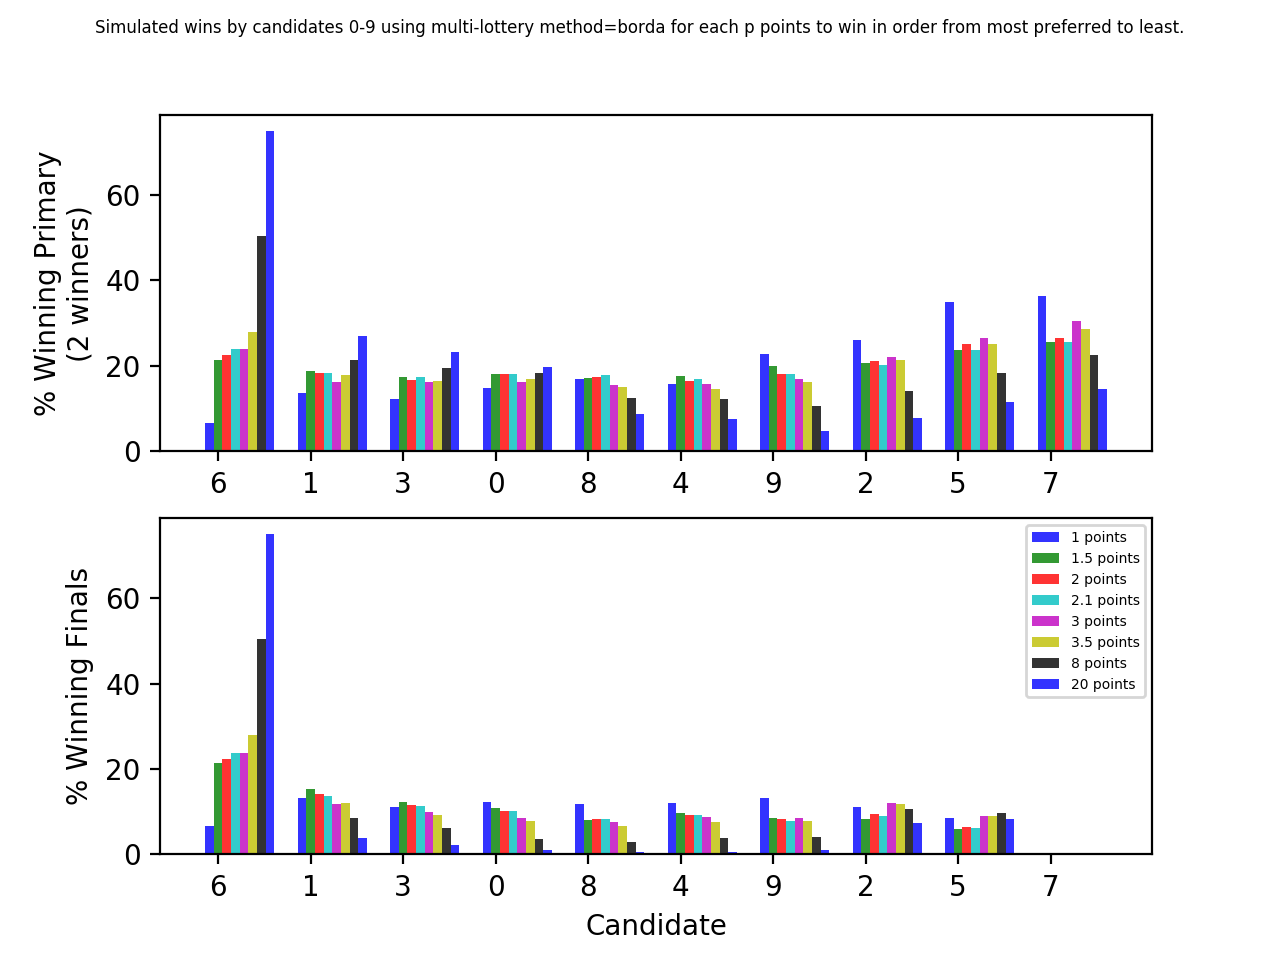 Simulated wins by candidates 0-9 using multi-lottery method=borda for each p points to win in order from most preferred to least.
% Winning Primary
(2 winners)
60
40
20
0
6 1 3 0 8 4 9 2 5 7
% Winning Finals
60
40
20
0
1 points
1.5 points
2 points
2.1 points
3 points
3.5 points
8 points
20 points
6 1 3 0 8 4 9 2 5 7
Candidate